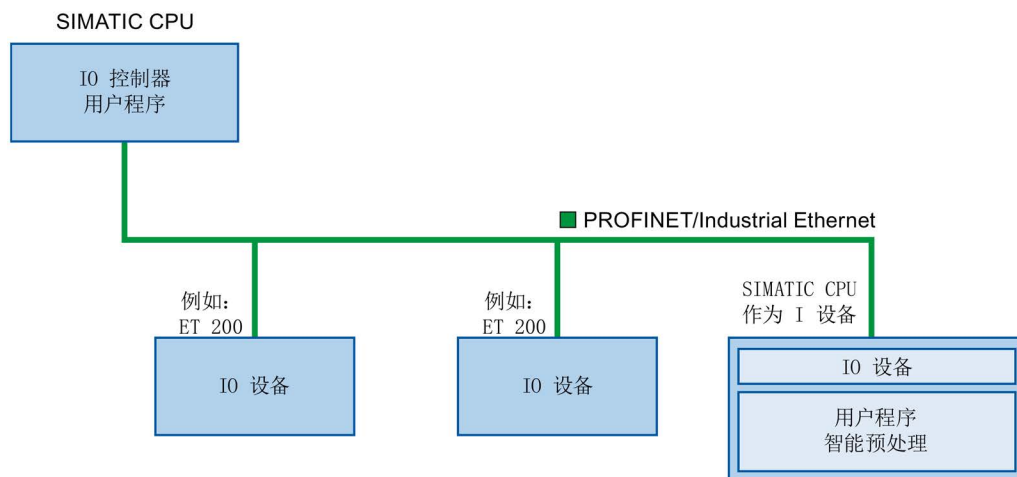 SIMATIC CPU
IO 控制器
用户程序
PROFINET/Industrial Ethernet
例如：
ET 200
例如：
ET 200
SIMATIC CPU
作为 I 设备
IO 设备
IO 设备
IO 设备
用户程序
智能预处理